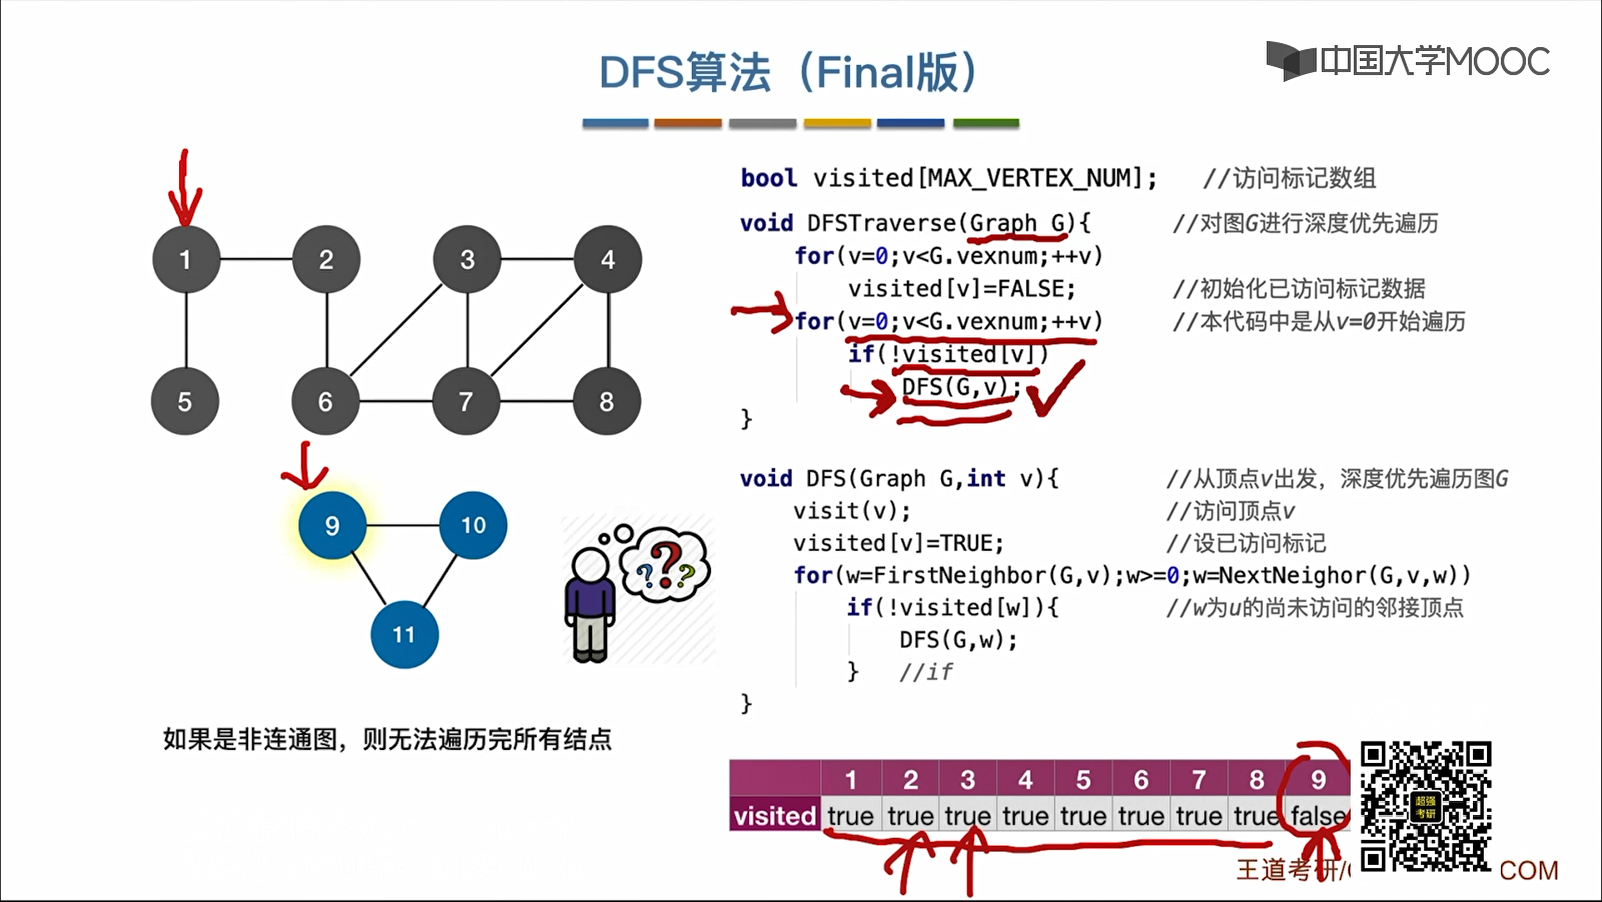 DFS算法（Final版）
中国大学MOOC
bool visited[MAX_VERTEX_NUM]; //访问标记数组
void DFSTraverse(Graph G){ //对图G进行深度优先遍历
for(v=0;v<G.vexnum;++v)
visited[v]=FALSE; //初始化已访问标记数据
for(v=0;v<G.vexnum;++v) //本代码中是从v=0开始遍历
if(!visited[v])
DFS(G,v);
}
void DFS(Graph G,int v){ //从顶点v出发，深度优先遍历图G
visit(v); //访问顶点v
visited[v]=TRUE; //设已访问标记
for(w=FirstNeighbor(G,v);w>=0;w=NextNeighor(G,v,w))
if(!visited[w]){ //w为u的尚未访问的邻接顶点
DFS(G,w);
} //if
}
1 2 3 4
5 6 7 8
9 10
11
???
如果是非连通图，则无法遍历完所有结点
1 2 3 4 5 6 7 8 9
visited true true true true true true true true false
超强
考研
王道考研/
COM